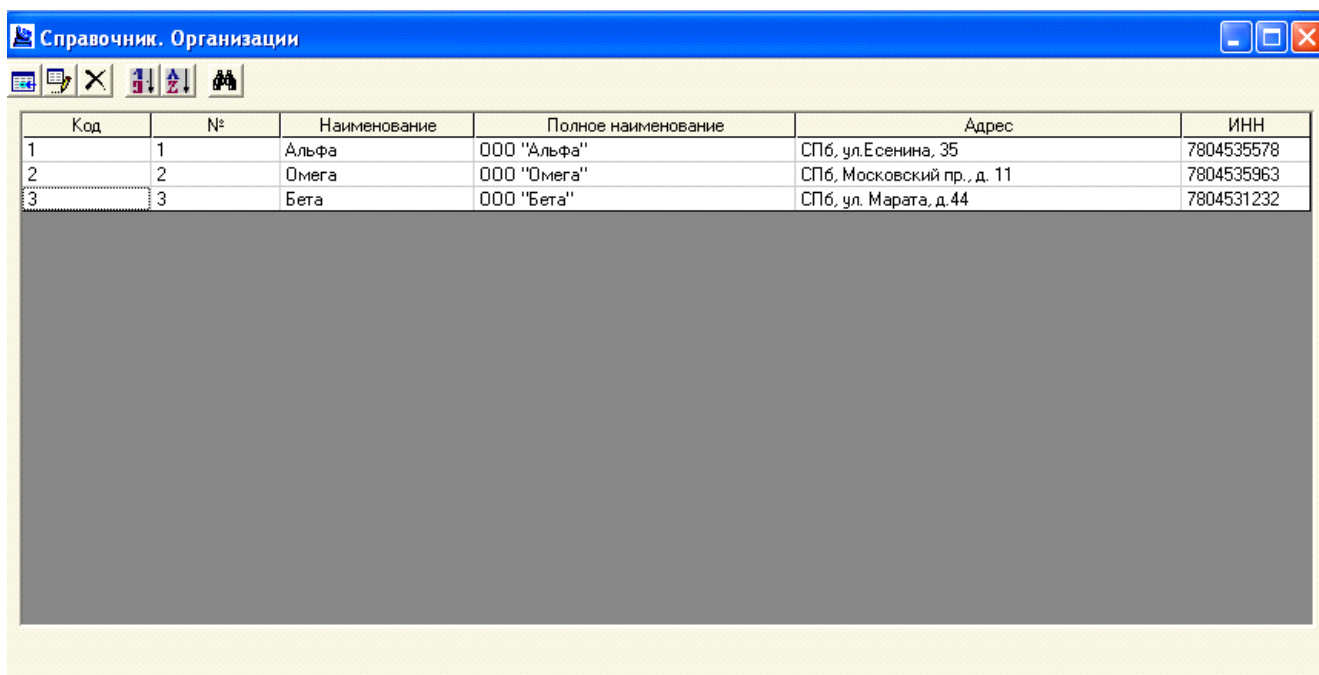 Справочник. Организации
Код № Наименование Полное наименование Адрес ИНН
1 1 Альфа ООО "Альфа" СПб, ул.Есенина, 35 7804535578
2 2 Омега ООО "Омега" СПб, Московский пр., д. 11 7804535963
3 3 Бета ООО "Бета" СПб, ул. Марата, д.44 7804531232